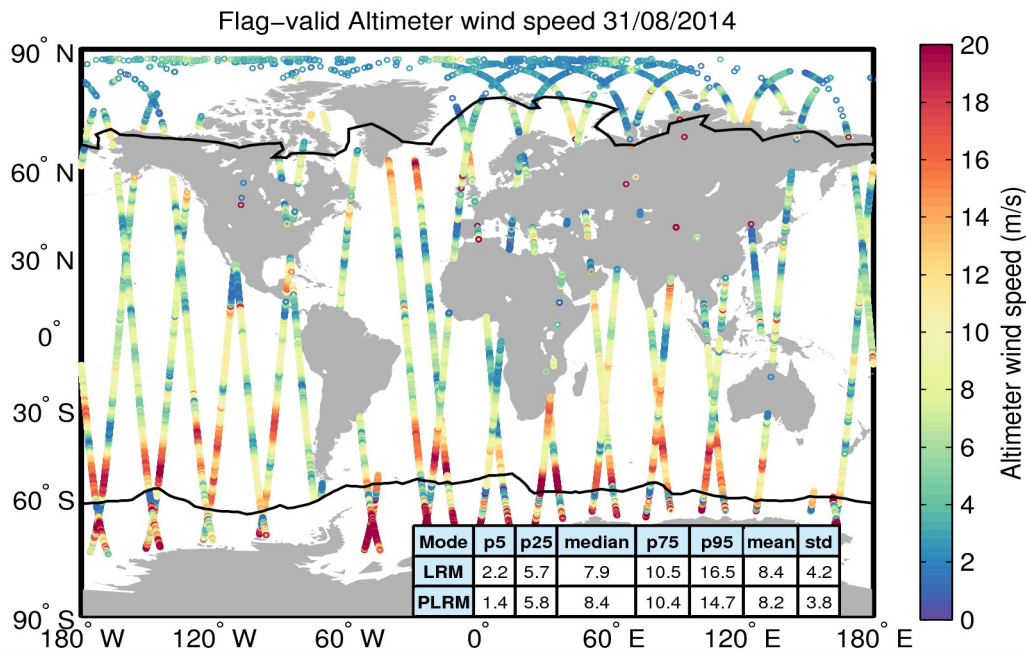 Flag−valid Altimeter wind speed 31/08/2014
90° N
60° N
30° N
0°
30° S
60° S
90° S
180° W
120° W
60° W
0°
60° E
120° E
180° E
Mode p5 p25 median p75 p95 mean std
LRM 2.2 5.7 7.9 10.5 16.5 8.4 4.2
PLRM 1.4 5.8 8.4 10.4 14.7 8.2 3.8
20
18
16
14
12
10
8
6
4
2
0
Altimeter wind speed (m/s)